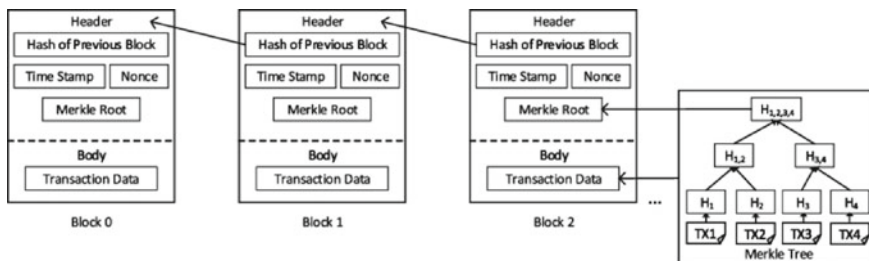 Header
Hash of Previous Block
Time Stamp
Nonce
Merkle Root
Body
Transaction Data
Block 0
Header
Hash of Previous Block
Time Stamp
Nonce
Merkle Root
Body
Transaction Data
Block 1
Header
Hash of Previous Block
Time Stamp
Nonce
Merkle Root
Body
Transaction Data
Block 2
...
H1,2,3,4
H1,2
H3,4
H1
H2
H3
H4
TX1
TX2
TX3
TX4
Merkle Tree